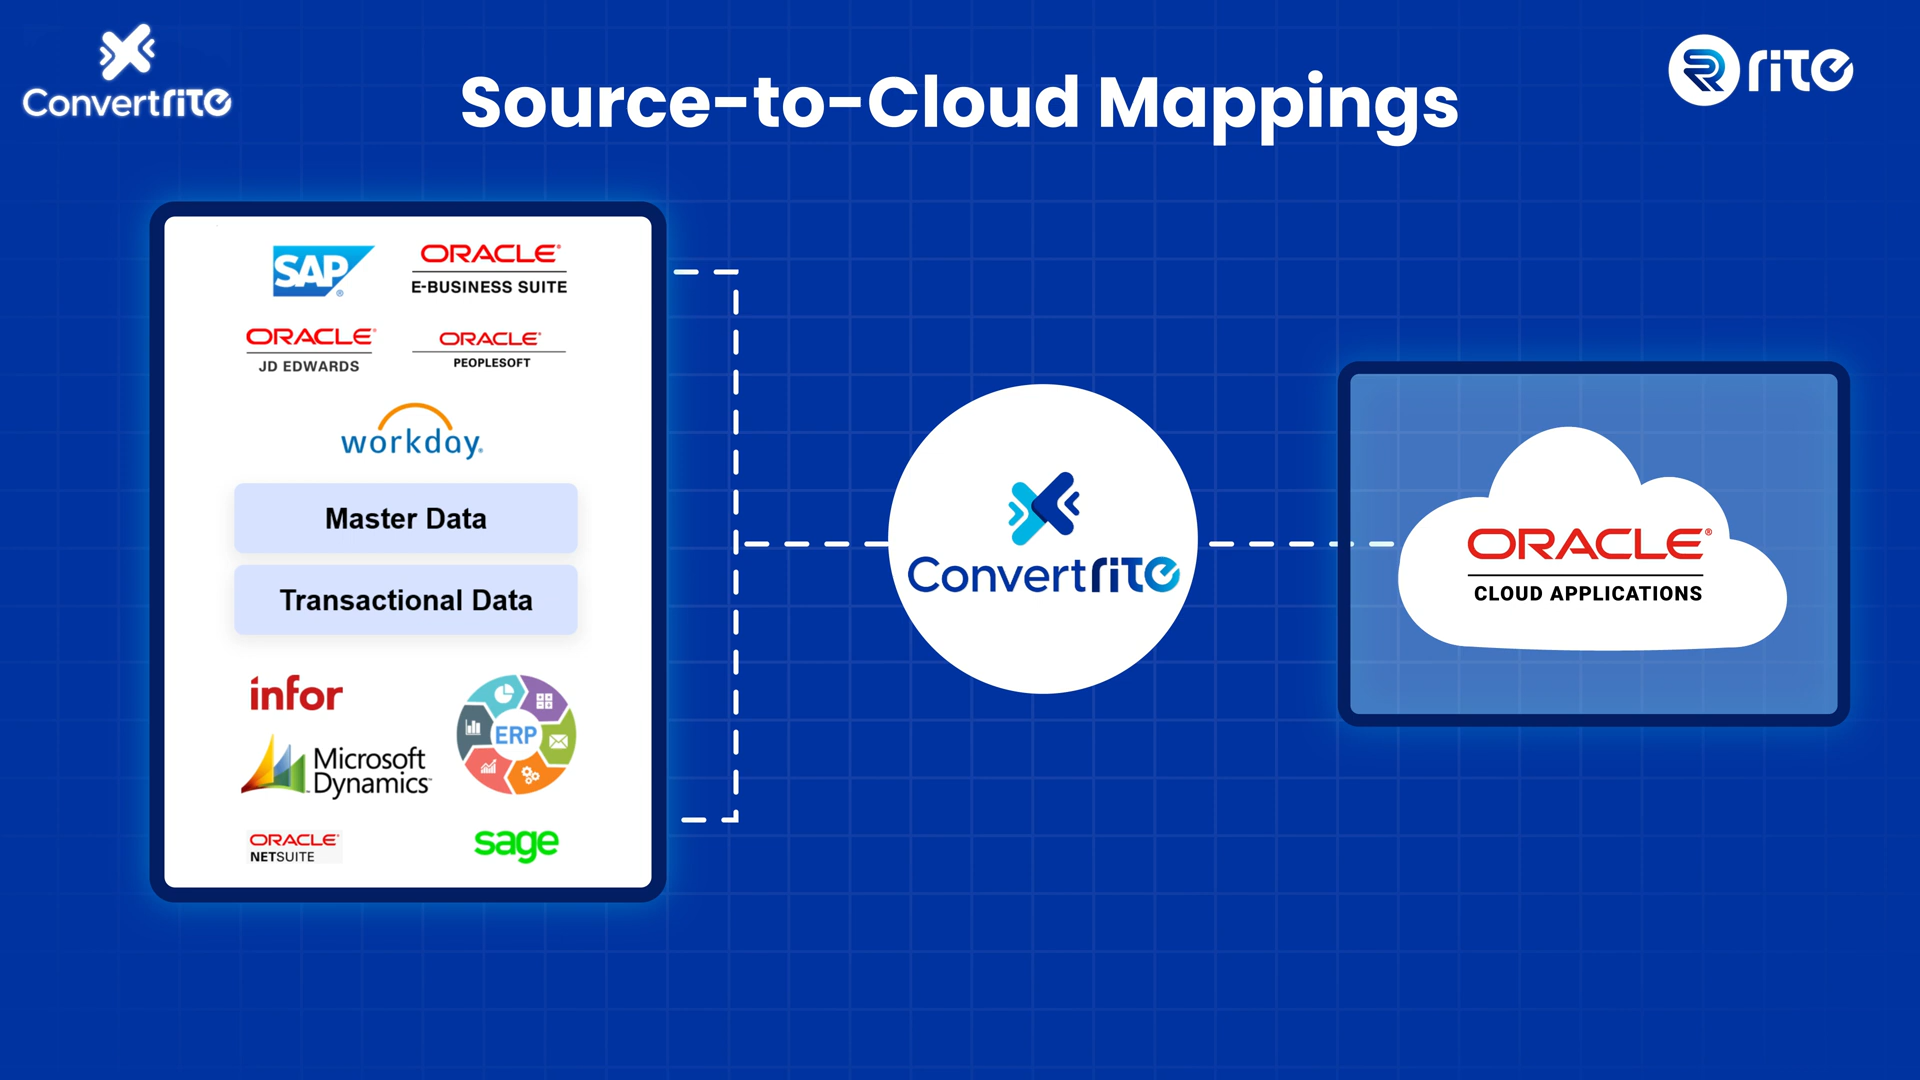 Convertrite
Source-to-Cloud Mappings
rite
SAP®
ORACLE®
E-BUSINESS SUITE
ORACLE®
JD EDWARDS
ORACLE®
PEOPLESOFT
workday®
Master Data
Transactional Data
infor
ERP
Microsoft
Dynamics™
ORACLE®
NETSUITE
sage
Convertrite
ORACLE®
CLOUD APPLICATIONS